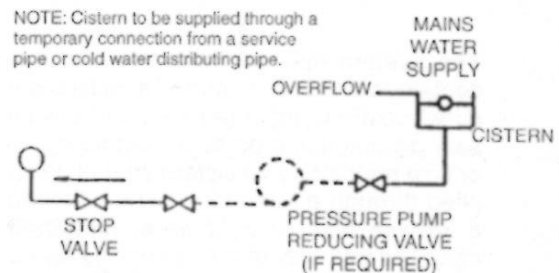 NOTE: Cistern to be supplied through a
temporary connection from a service
pipe or cold water distributing pipe.
MAINS
WATER
SUPPLY
OVERFLOW
CISTERN
STOP
VALVE
PRESSURE PUMP
REDUCING VALVE
(IF REQUIRED)